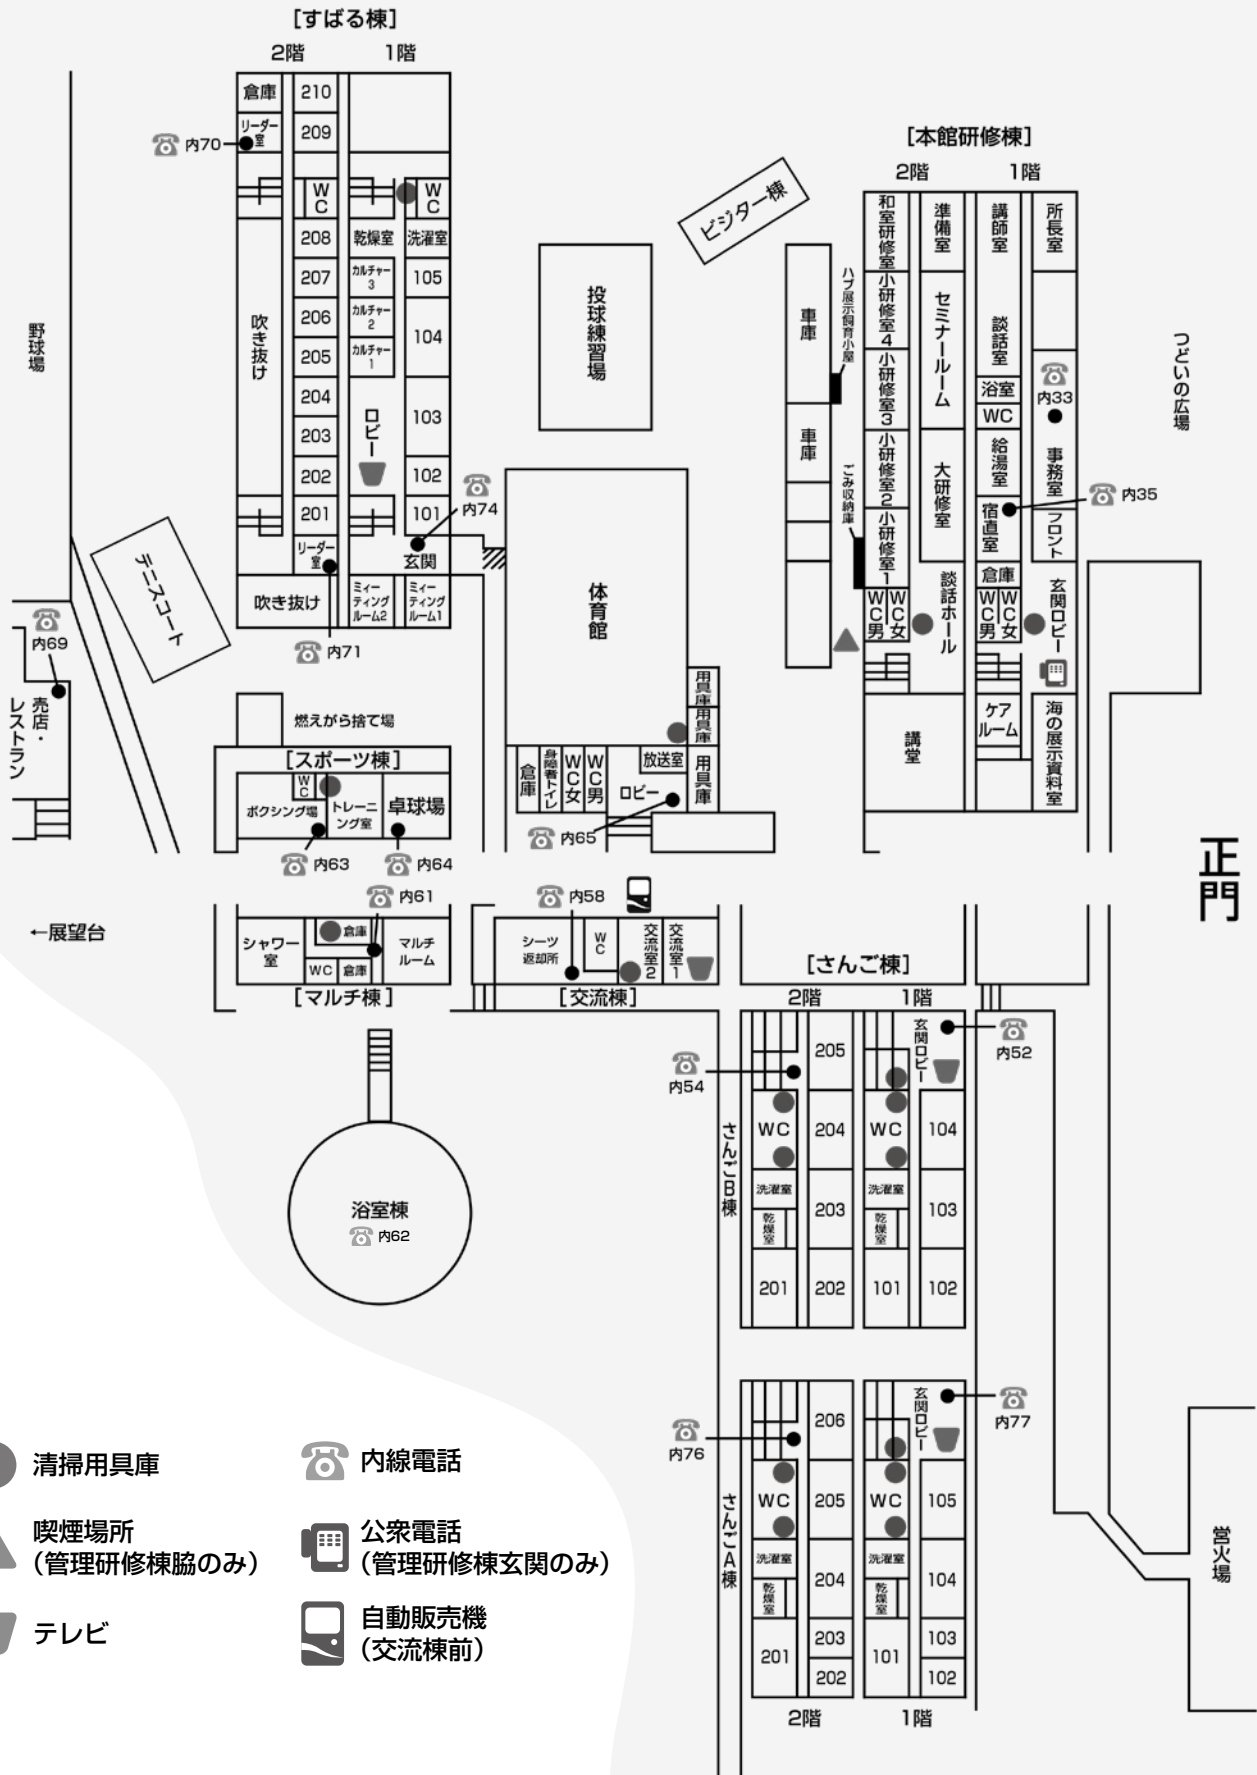 [すばる棟]
2階
1階
倉庫
210
リーダー
室
209
内70
WC
WC
208
乾燥室
洗濯室
207
カルチャー
3
105
206
カルチャー
2
104
205
カルチャー
1
吹き抜け
204
203
ロビー
103
202
102
201
101
内74
リーダー
室
玄関
吹き抜け
ミィー
ティング
ルーム2
ミィー
ティング
ルーム1
内71
野球場
テニスコート
内69
売店・
レストラン
燃えがら捨て場
[スポーツ棟]
WC
ボクシング場
トレーニ
ング室
卓球場
内63
内64
内61
←展望台
シャワー
室
倉庫
WC
倉庫
マルチ
ルーム
[マルチ棟]
投球練習場
ビジター棟
体育館
用具庫
用具庫
用具庫
倉庫
身障者トイレ
WC女
WC男
放送室
ロビー
内65
内58
シーツ
返却所
WC
交流室2
交流室1
[交流棟]
車庫
車庫
ハブ展示飼育小屋
ごみ収納庫
[本館研修棟]
2階
1階
和室研修室
準備室
講師室
所長室
小研修室4
セミナールーム
談話室
小研修室3
浴室
WC
内33
小研修室2
大研修室
給湯室
事務室
内35
小研修室1
宿直室
フロント
倉庫
WC男
WC女
談話ホール
WC男
WC女
玄関ロビー
講堂
ケア
ルーム
海の展示資料室
つどいの広場
正門
[さんご棟]
2階
1階
205
玄関ロビー
内52
内54
さんごB棟
WC
204
WC
104
洗濯室
203
洗濯室
103
乾燥室
乾燥室
201
202
101
102
浴室棟
内62
206
玄関ロビー
内77
内76
さんごA棟
WC
205
WC
105
洗濯室
204
洗濯室
104
乾燥室
乾燥室
203
103
201
101
202
102
2階
1階
営火場
清掃用具庫
内線電話
喫煙場所
(管理研修棟脇のみ)
公衆電話
(管理研修棟玄関のみ)
テレビ
自動販売機
(交流棟前)